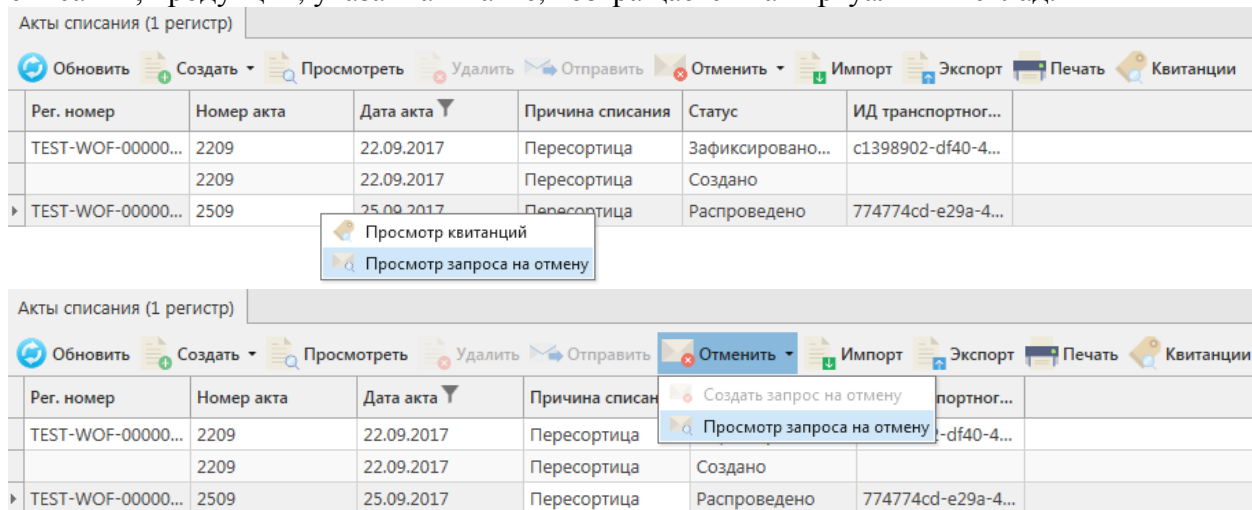 Акты списания (1 регистр)
Обновить Создать Просмотреть Удалить Отправить Отменить Импорт Экспорт Печать Квитанции
Рег. номер Номер акта Дата акта Причина списания Статус ИД транспортног...
TEST-WOF-00000... 2209 22.09.2017 Пересортица Зафиксировано... c1398902-df40-4...
2209 22.09.2017 Пересортица Создано
TEST-WOF-00000... 2509 25.09.2017 Пересортица Распроведено 774774cd-e29a-4...
Просмотр квитанций
Просмотр запроса на отмену
Акты списания (1 регистр)
Обновить Создать Просмотреть Удалить Отправить Отменить Импорт Экспорт Печать Квитанции
Рег. номер Номер акта Дата акта Причина списан портног...
Создать запрос на отмену
TEST-WOF-00000... 2209 22.09.2017 Пересортица -df40-4...
Просмотр запроса на отмену
2209 22.09.2017 Пересортица Создано
TEST-WOF-00000... 2509 25.09.2017 Пересортица Распроведено 774774cd-e29a-4...